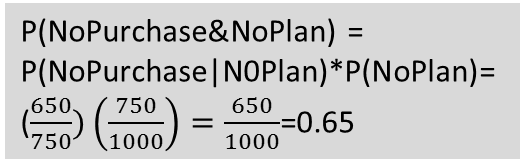 P(NoPurchase&NoPlan) =
P(NoPurchase|N0Plan)*P(NoPlan)=
(650/750) (750/1000) = 650/1000=0.65